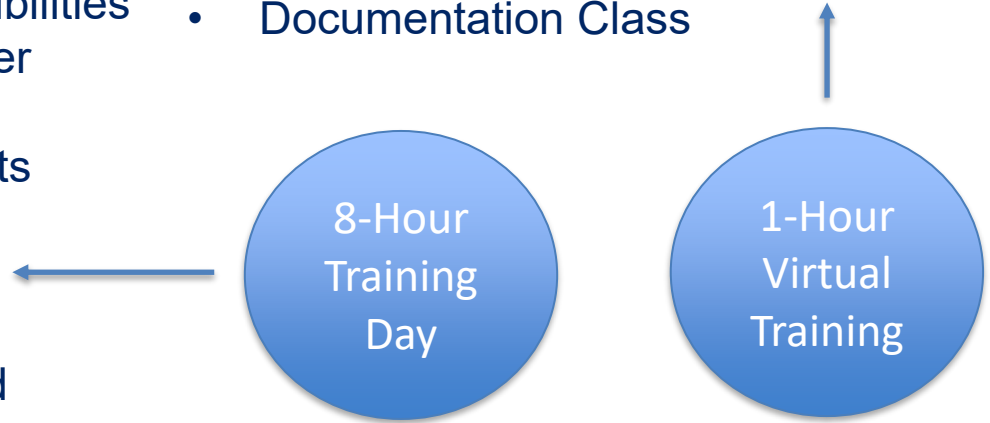 • Documentation Class
8-Hour
Training
Day
1-Hour
Virtual
Training